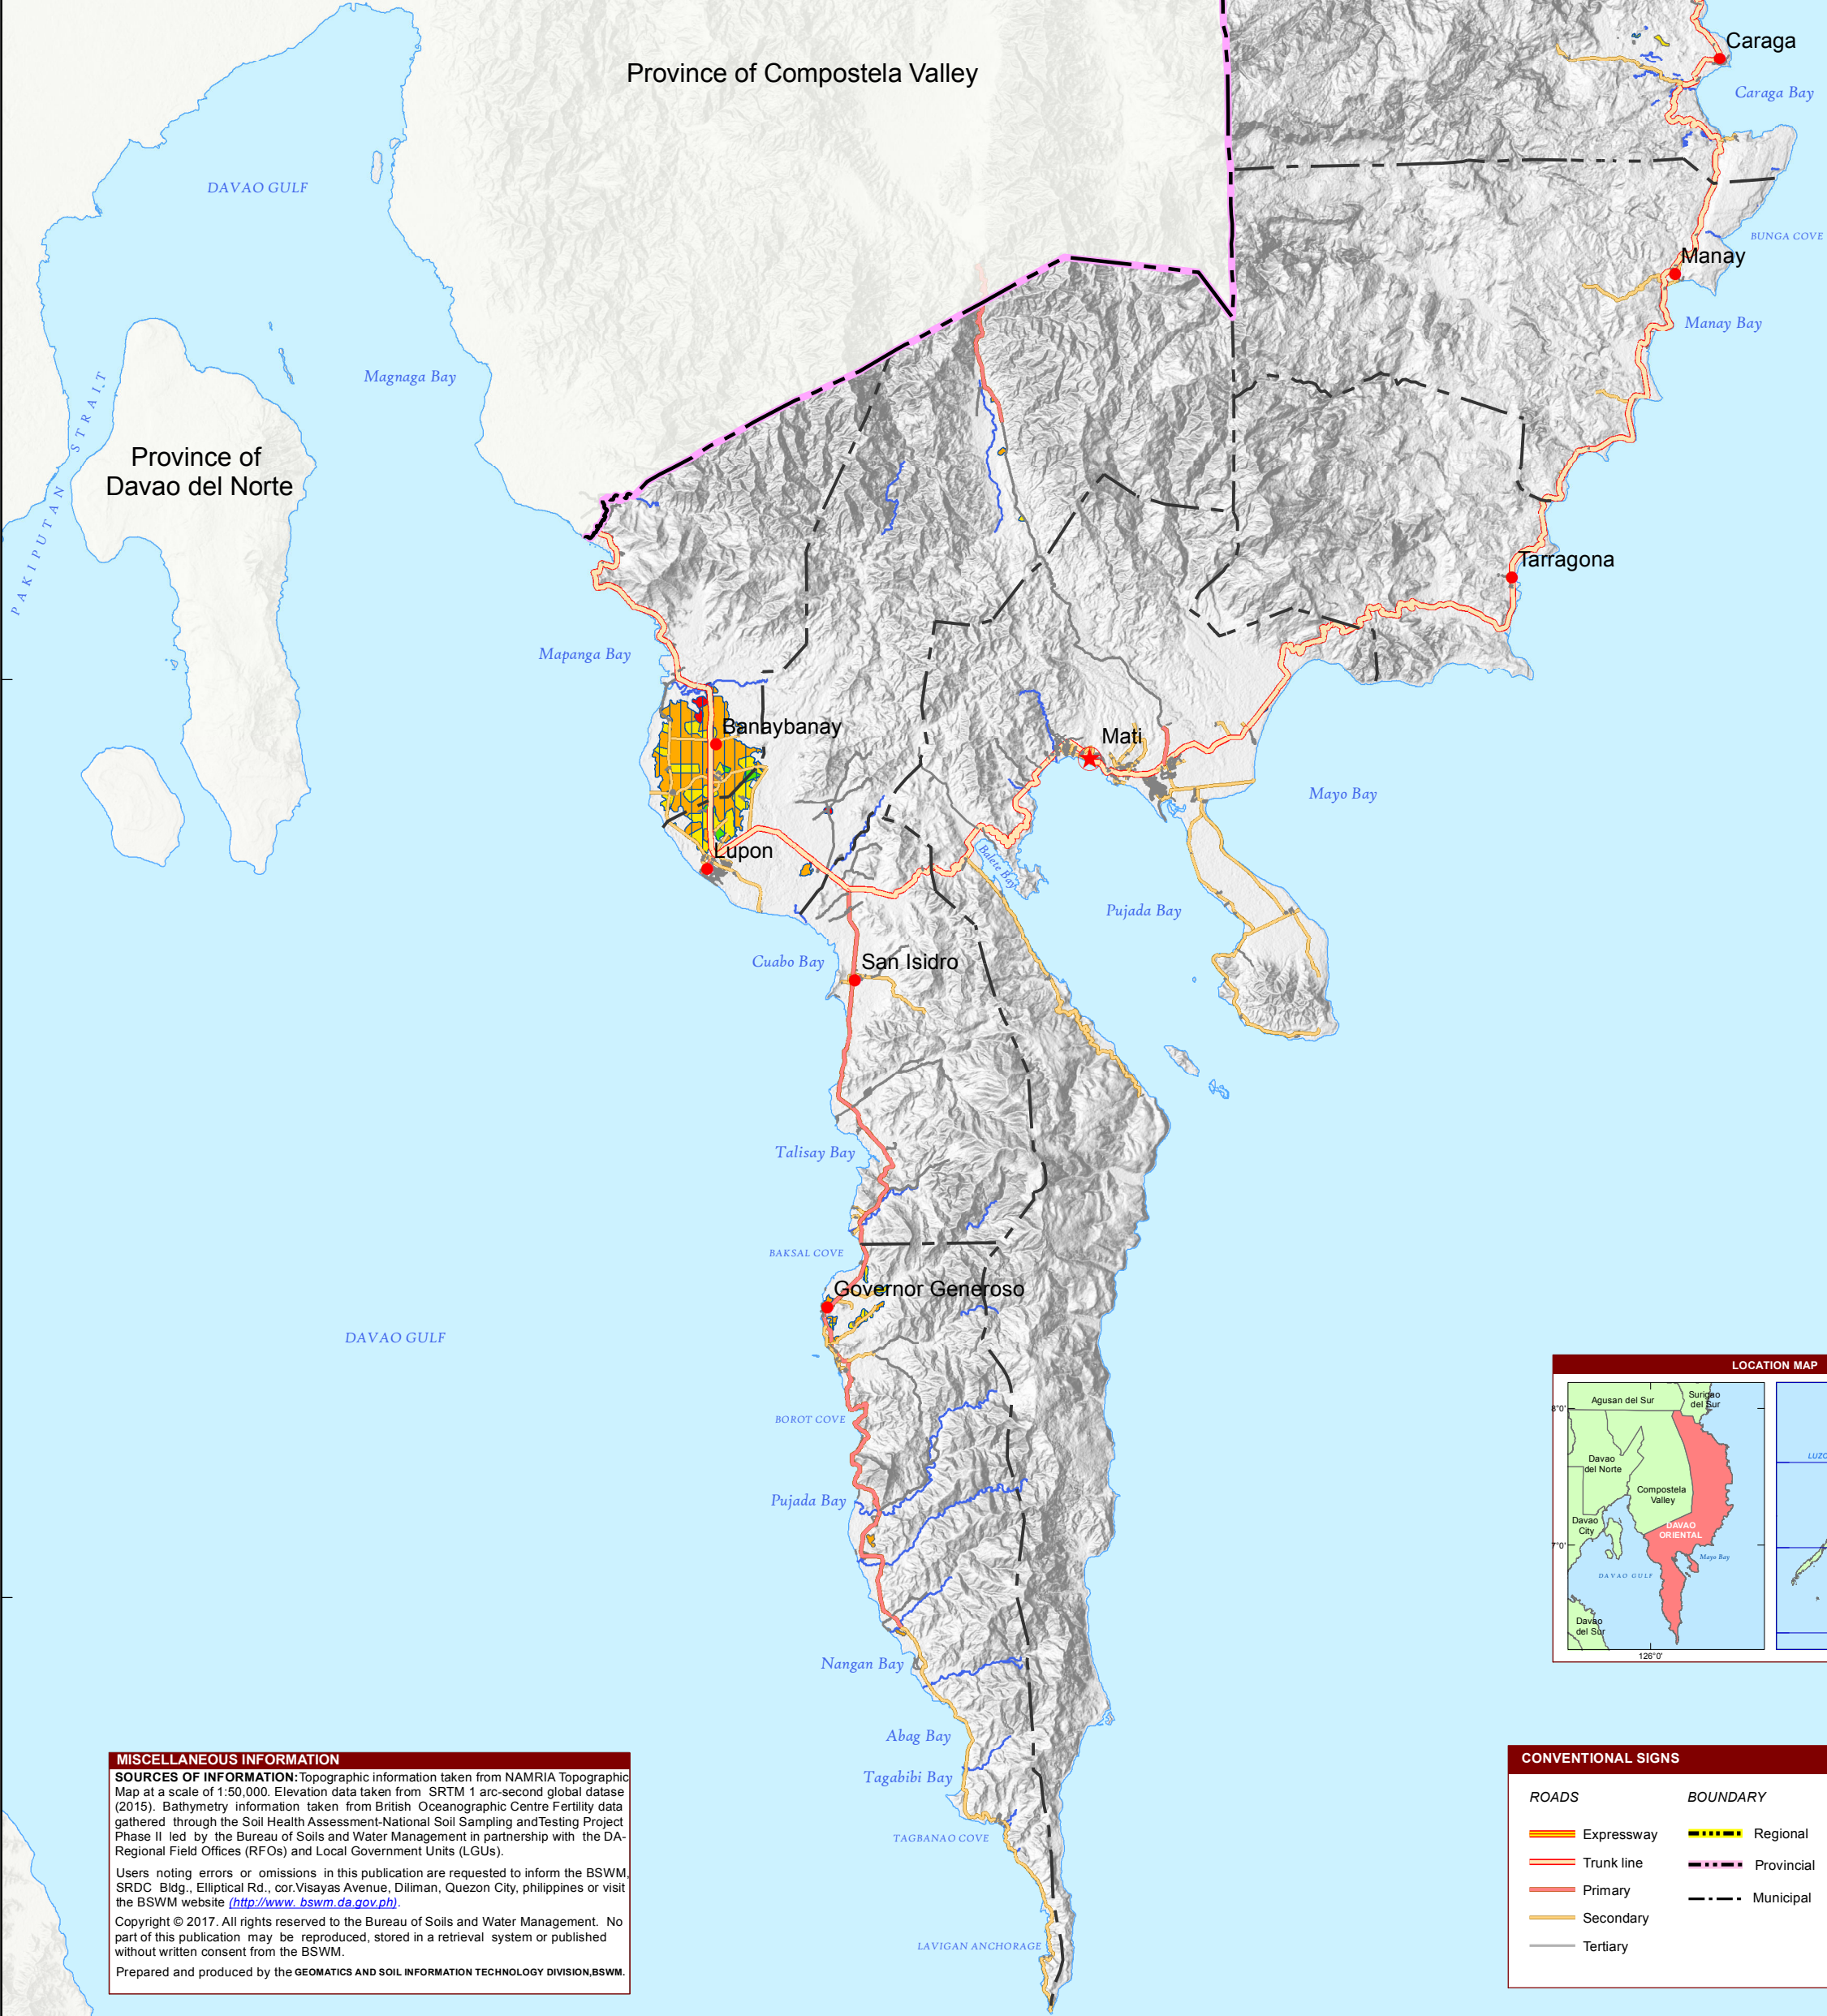 Caraga
Province of Compostela Valley
Caraga Bay
DAVAO GULF
BUNGA COVE
Manay
Manay Bay
Magnaga Bay
PAKIPUTAN STRAIT
Province of
Davao del Norte
Tarragona
Mapanga Bay
Banaybanay
Mati
Mayo Bay
Lupon
Balete Bay
Pujada Bay
Cuabo Bay
San Isidro
Talisay Bay
BAKSAL COVE
Governor Generoso
DAVAO GULF
BOROT COVE
Pujada Bay
Nangan Bay
Abag Bay
Tagabibi Bay
TAGBANAO COVE
LAVIGAN ANCHORAGE
LOCATION MAP
Agusan del Sur
Surigao
del Sur
8°0'
Davao
del Norte
LUZO
Compostela
Valley
Davao
City
DAVAO
ORIENTAL
7°0'
Mayo Bay
DAVAO GULF
Davao
del Sur
126°0'
MISCELLANEOUS INFORMATION
SOURCES OF INFORMATION:Topographic information taken from NAMRIA Topographic
Map at a scale of 1:50,000. Elevation data taken from SRTM 1 arc-second global datase
(2015). Bathymetry information taken from British Oceanographic Centre Fertility data
gathered through the Soil Health Assessment-National Soil Sampling andTesting Project
Phase II led by the Bureau of Soils and Water Management in partnership with the DA-
Regional Field Offices (RFOs) and Local Government Units (LGUs).
Users noting errors or omissions in this publication are requested to inform the BSWM,
SRDC Bldg., Elliptical Rd., cor.Visayas Avenue, Diliman, Quezon City, philippines or visit
the BSWM website (http://www. bswm.da.gov.ph).
Copyright © 2017. All rights reserved to the Bureau of Soils and Water Management. No
part of this publication may be reproduced, stored in a retrieval system or published
without written consent from the BSWM.
Prepared and produced by the GEOMATICS AND SOIL INFORMATION TECHNOLOGY DIVISION,BSWM.
CONVENTIONAL SIGNS
ROADS
BOUNDARY
Expressway
Regional
Trunk line
Provincial
Primary
Municipal
Secondary
Tertiary